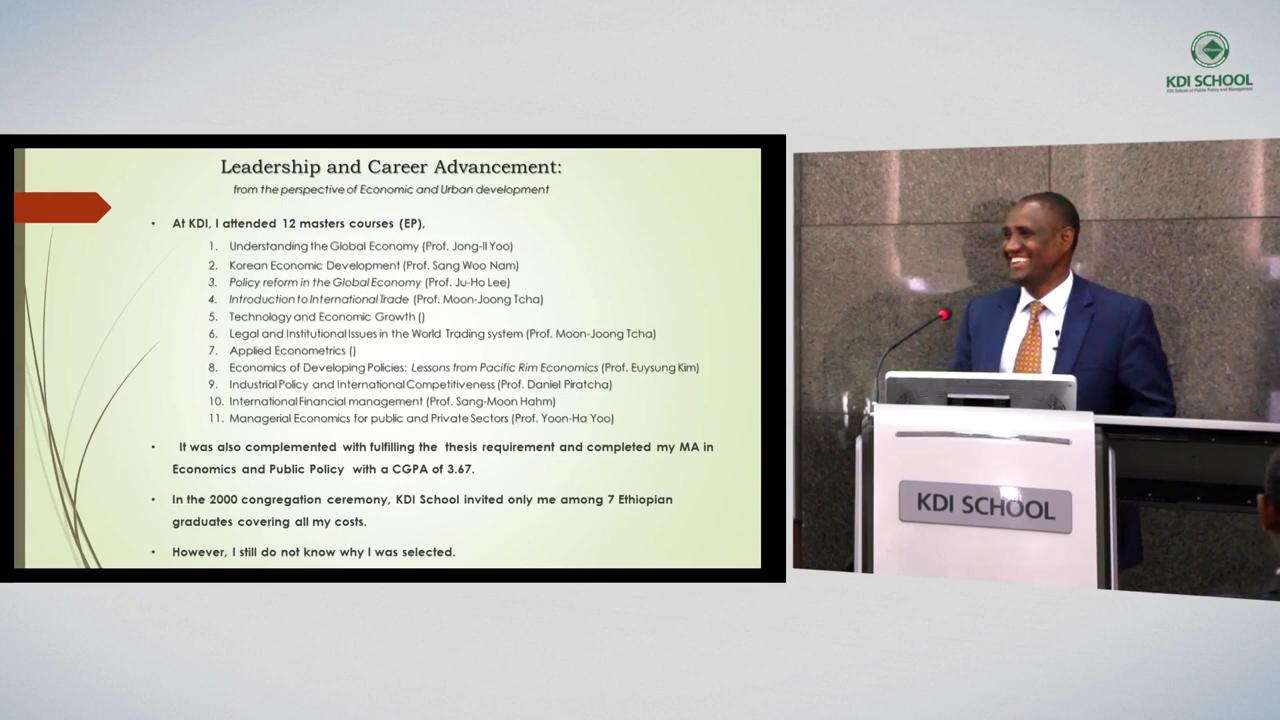 KDI SCHOOL
KDI School of Public Policy and Management
Leadership and Career Advancement:
from the perspective of Economic and Urban development
• At KDI, I attended 12 masters courses (EP),
1. Understanding the Global Economy (Prof. Jong-Il Yoo)
2. Korean Economic Development (Prof. Sang Woo Nam)
3. Policy reform in the Global Economy (Prof. Ju-Ho Lee)
4. Introduction to International Trade (Prof. Moon-Joong Tcha)
5. Technology and Economic Growth ()
6. Legal and Institutional Issues in the World Trading system (Prof. Moon-Joong Tcha)
7. Applied Econometrics ()
8. Economics of Developing Policies: Lessons from Pacific Rim Economics (Prof. Euysung Kim)
9. Industrial Policy and International Competitiveness (Prof. Daniel Piratcha)
10. International Financial management (Prof. Sang-Moon Hahm)
11. Managerial Economics for public and Private Sectors (Prof. Yoon-Ha Yoo)
• It was also complemented with fulfilling the thesis requirement and completed my MA in
Economics and Public Policy with a CGPA of 3.67.
• In the 2000 congregation ceremony, KDI School invited only me among 7 Ethiopian
graduates covering all my costs.
• However, I still do not know why I was selected.
KDI SCHOOL